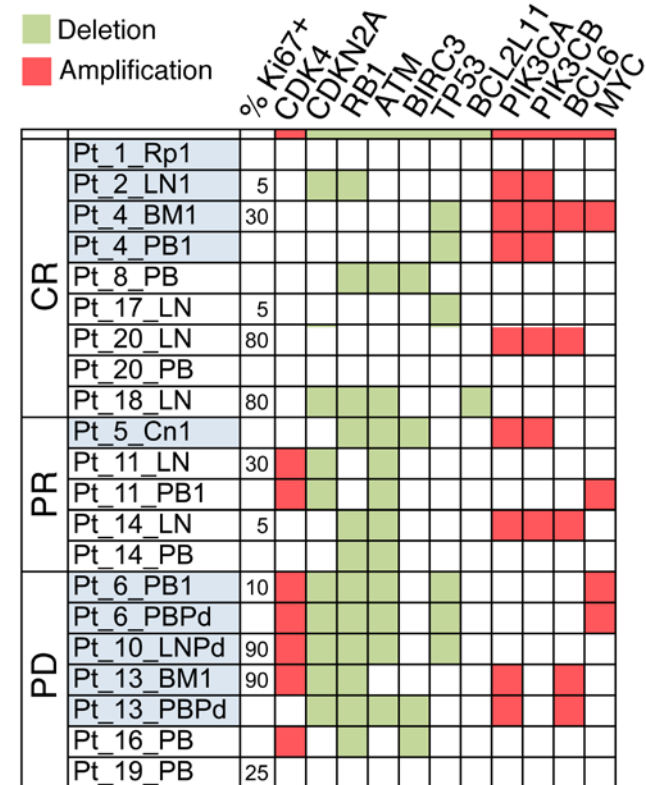 Deletion
Amplification
% Ki67+
CDK4
CDKN2A
RB1
ATM
BIRC3
TP53
BCL2L11
PIK3CA
PIK3CB
BCL6
MYC
CR
Pt_1_Rp1
Pt_2_LN1 5
Pt_4_BM1 30
Pt_4_PB1
Pt_8_PB
Pt_17_LN 5
Pt_20_LN 80
Pt_20_PB
Pt_18_LN 80
PR
Pt_5_Cn1
Pt_11_LN 30
Pt_11_PB1
Pt_14_LN 5
Pt_14_PB
PD
Pt_6_PB1 10
Pt_6_PBPd
Pt_10_LNPd 90
Pt_13_BM1 90
Pt_13_PBPd
Pt_16_PB
Pt_19_PB 25